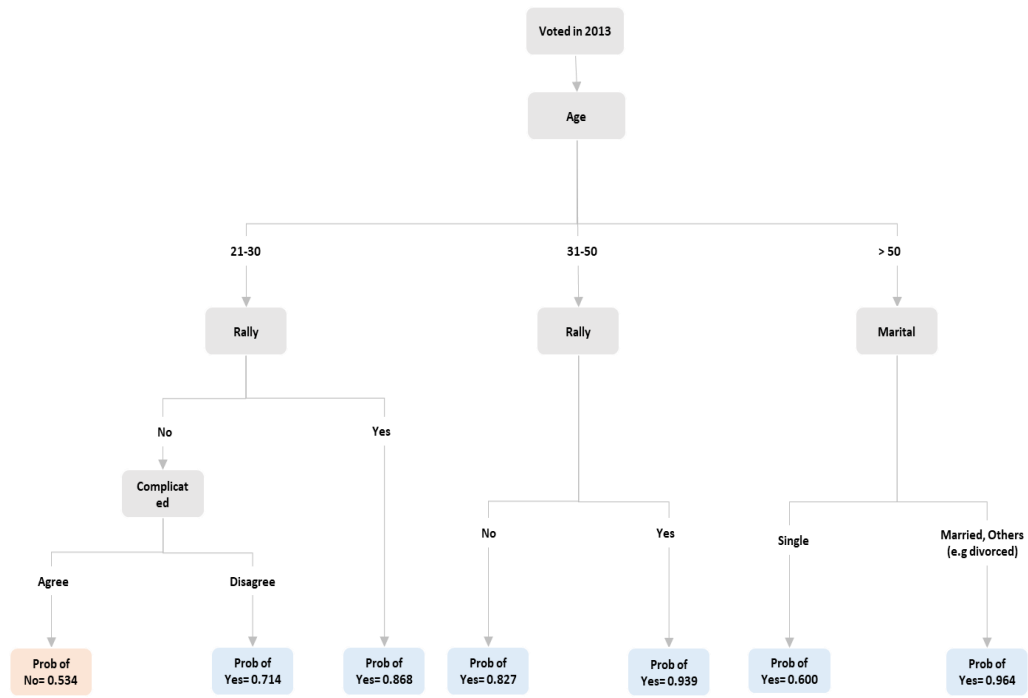 Voted in 2013
Age
21-30
31-50
> 50
Rally
Rally
Marital
No
Yes
Complicat
ed
No
Yes
Single
Married, Others
(e.g divorced)
Agree
Disagree
Prob of
No= 0.534
Prob of
Yes= 0.714
Prob of
Yes= 0.868
Prob of
Yes= 0.827
Prob of
Yes= 0.939
Prob of
Yes= 0.600
Prob of
Yes= 0.964